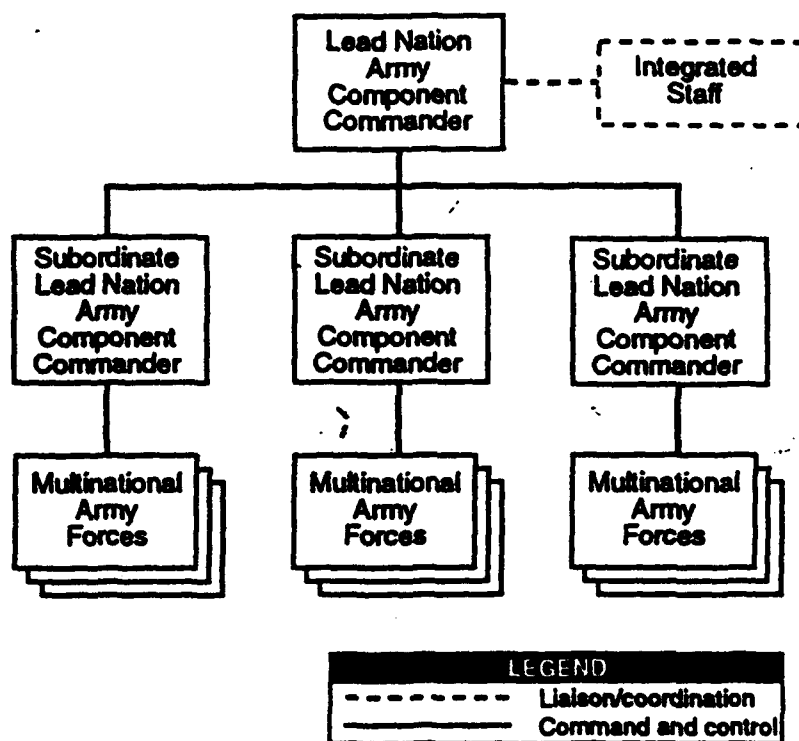 Lead Nation
Army
Component
Commander
Integrated
Staff
Subordinate
Lead Nation
Army
Component
Commander
Subordinate
Lead Nation
Army
Component
Commander
Subordinate
Lead Nation
Army
Component
Commander
Multinational
Army
Forces
Multinational
Army
Forces
Multinational
Army
Forces
LEGEND
Liaison/coordination
Command and control